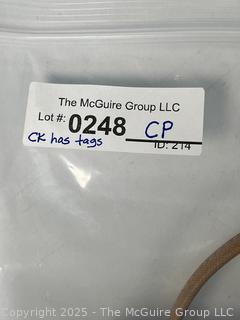 The McGuire Group LLC
Lot #: 0248 CP
CK has tags
ID: 214
Copyright 2025 - The McGuire Group LLC